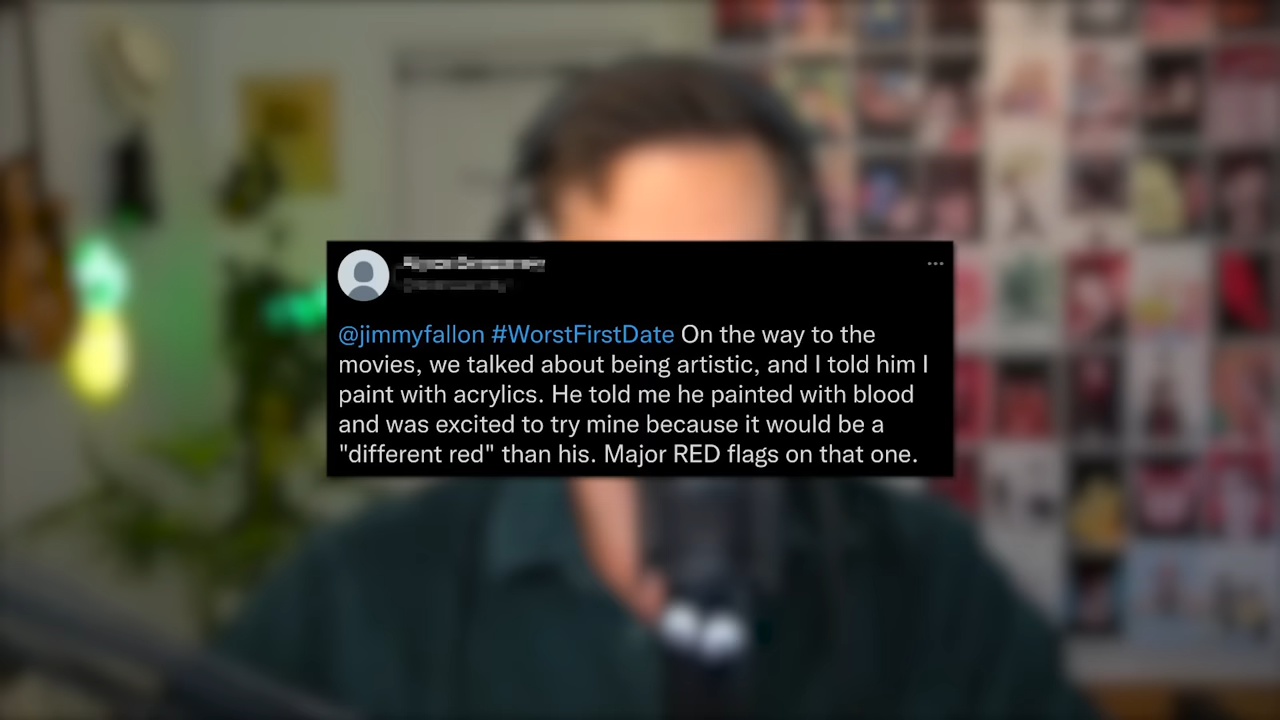 @jimmyfallon #WorstFirstDate On the way to the
movies, we talked about being artistic, and I told him I
paint with acrylics. He told me he painted with blood
and was excited to try mine because it would be a
"different red" than his. Major RED flags on that one.